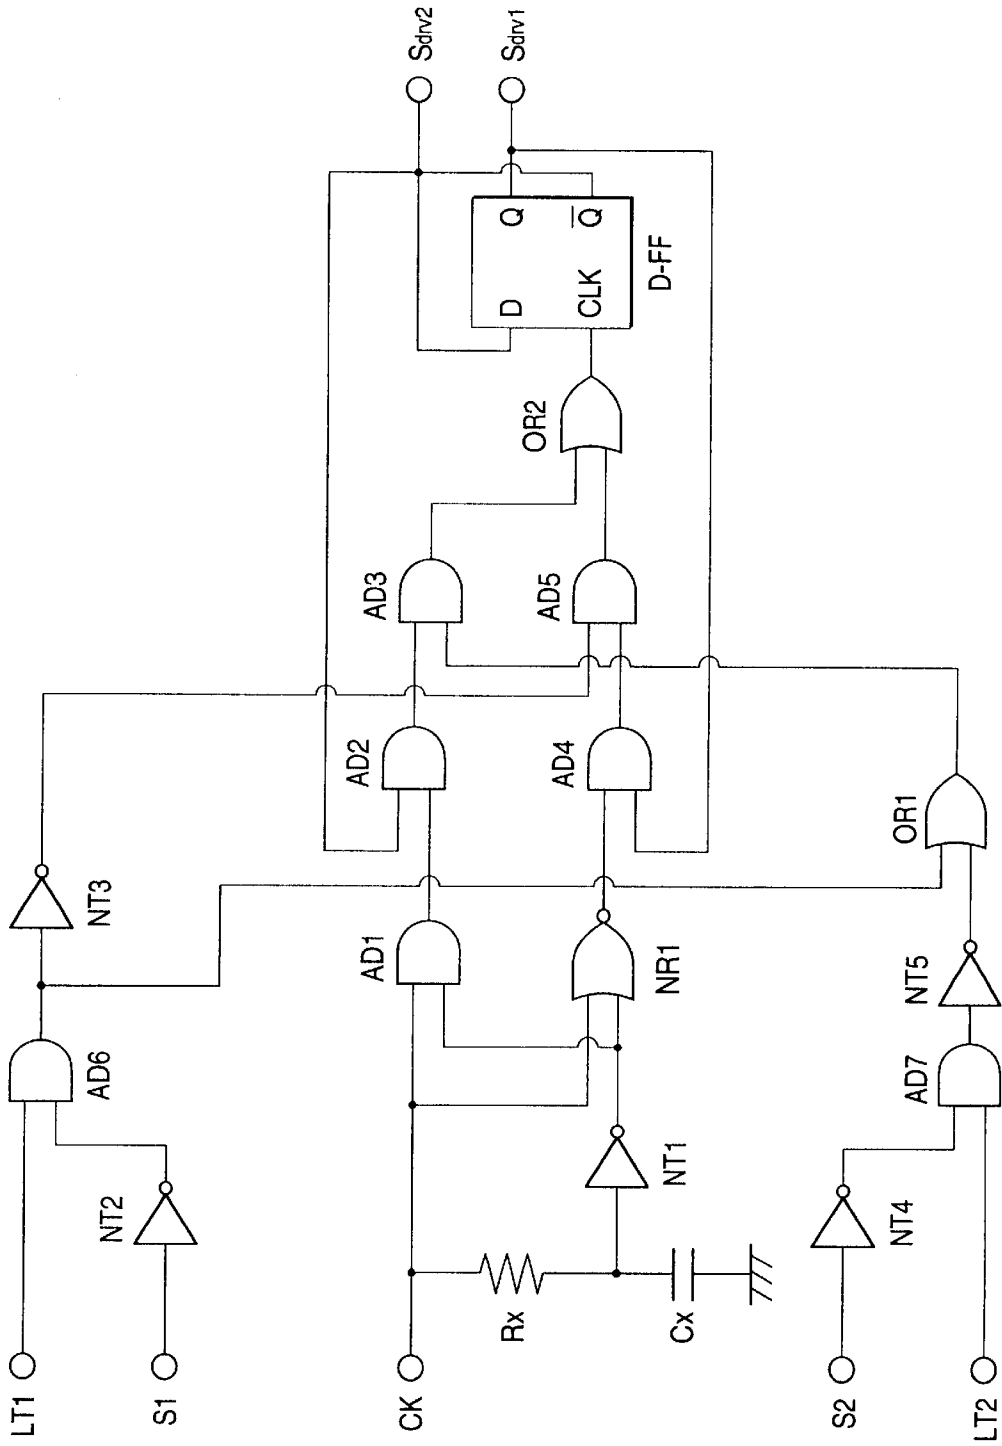 Sdrv2
Sdrv1
Q
Q
D
CLK
D-FF
OR2
AD3
AD5
AD2
AD4
OR1
NT3
AD1
NR1
NT5
AD6
AD7
NT2
NT1
NT4
Rx
Cx
LT1
S1
CK
S2
LT2